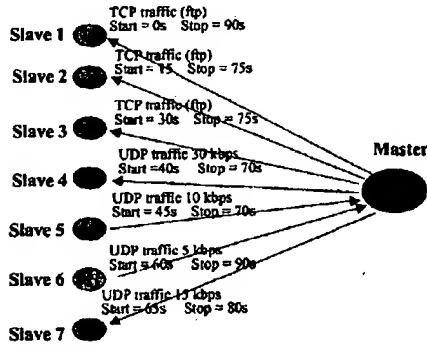 TCP traffic (ftp)
Start = 0s Stop = 90s
Slave 1
TCP traffic (ftp)
Start = 15 Stop = 75s
Slave 2
TCP traffic (ftp)
Start = 30s Stop = 75s
Slave 3
Master
UDP traffic 30 kbps
Start =40s Stop = 70s
Slave 4
UDP traffic 10 kbps
Start = 45s Stop = 70s
Slave 5
UDP traffic 5 kbps
Start = 60s Stop = 90s
Slave 6
UDP traffic 15 kbps
Start = 65s Stop = 80s
Slave 7